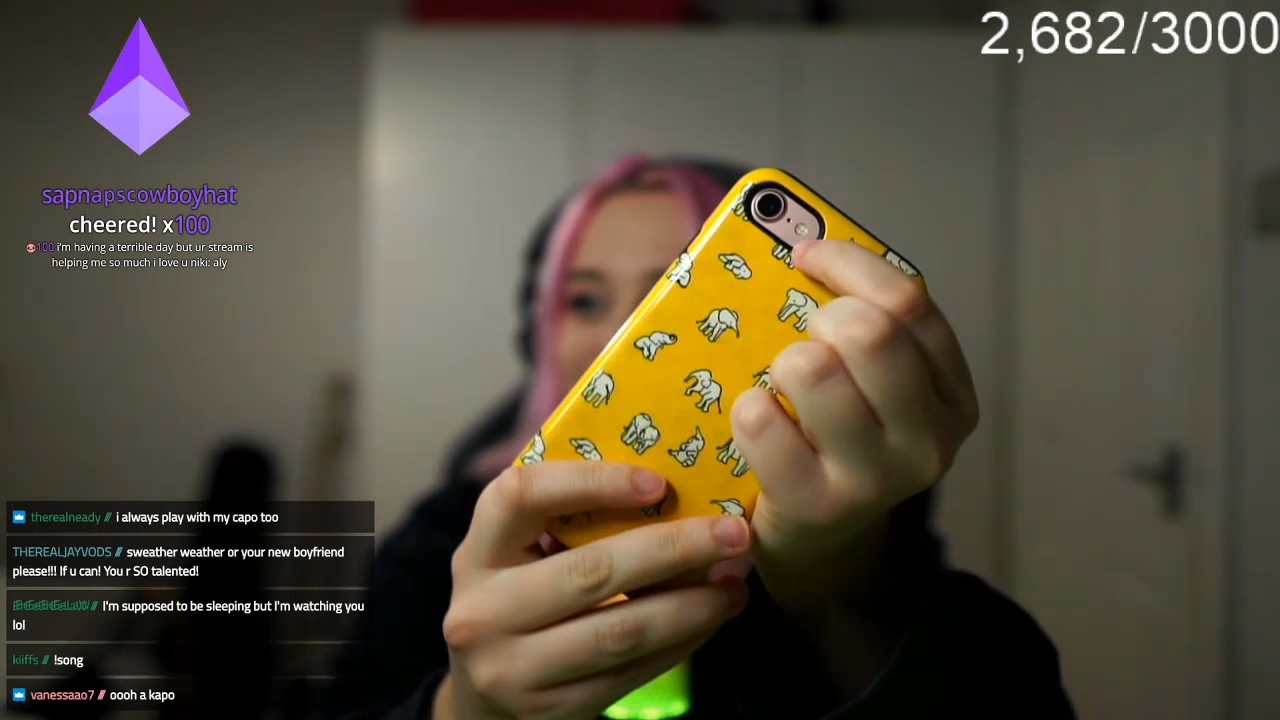 2,682/3000
sapnapscowboyhat
cheered! x100
100 i'm having a terrible day but ur stream is
helping me so much i love u niki: aly
therealneady // i always play with my capo too
THEREALJAYVODS // sweather weather or your new boyfriend
please!!! If u can! You r SO talented!
// I'm supposed to be sleeping but I'm watching you
lol
kiiffs // !song
vanessaao7 // oooh a kapo